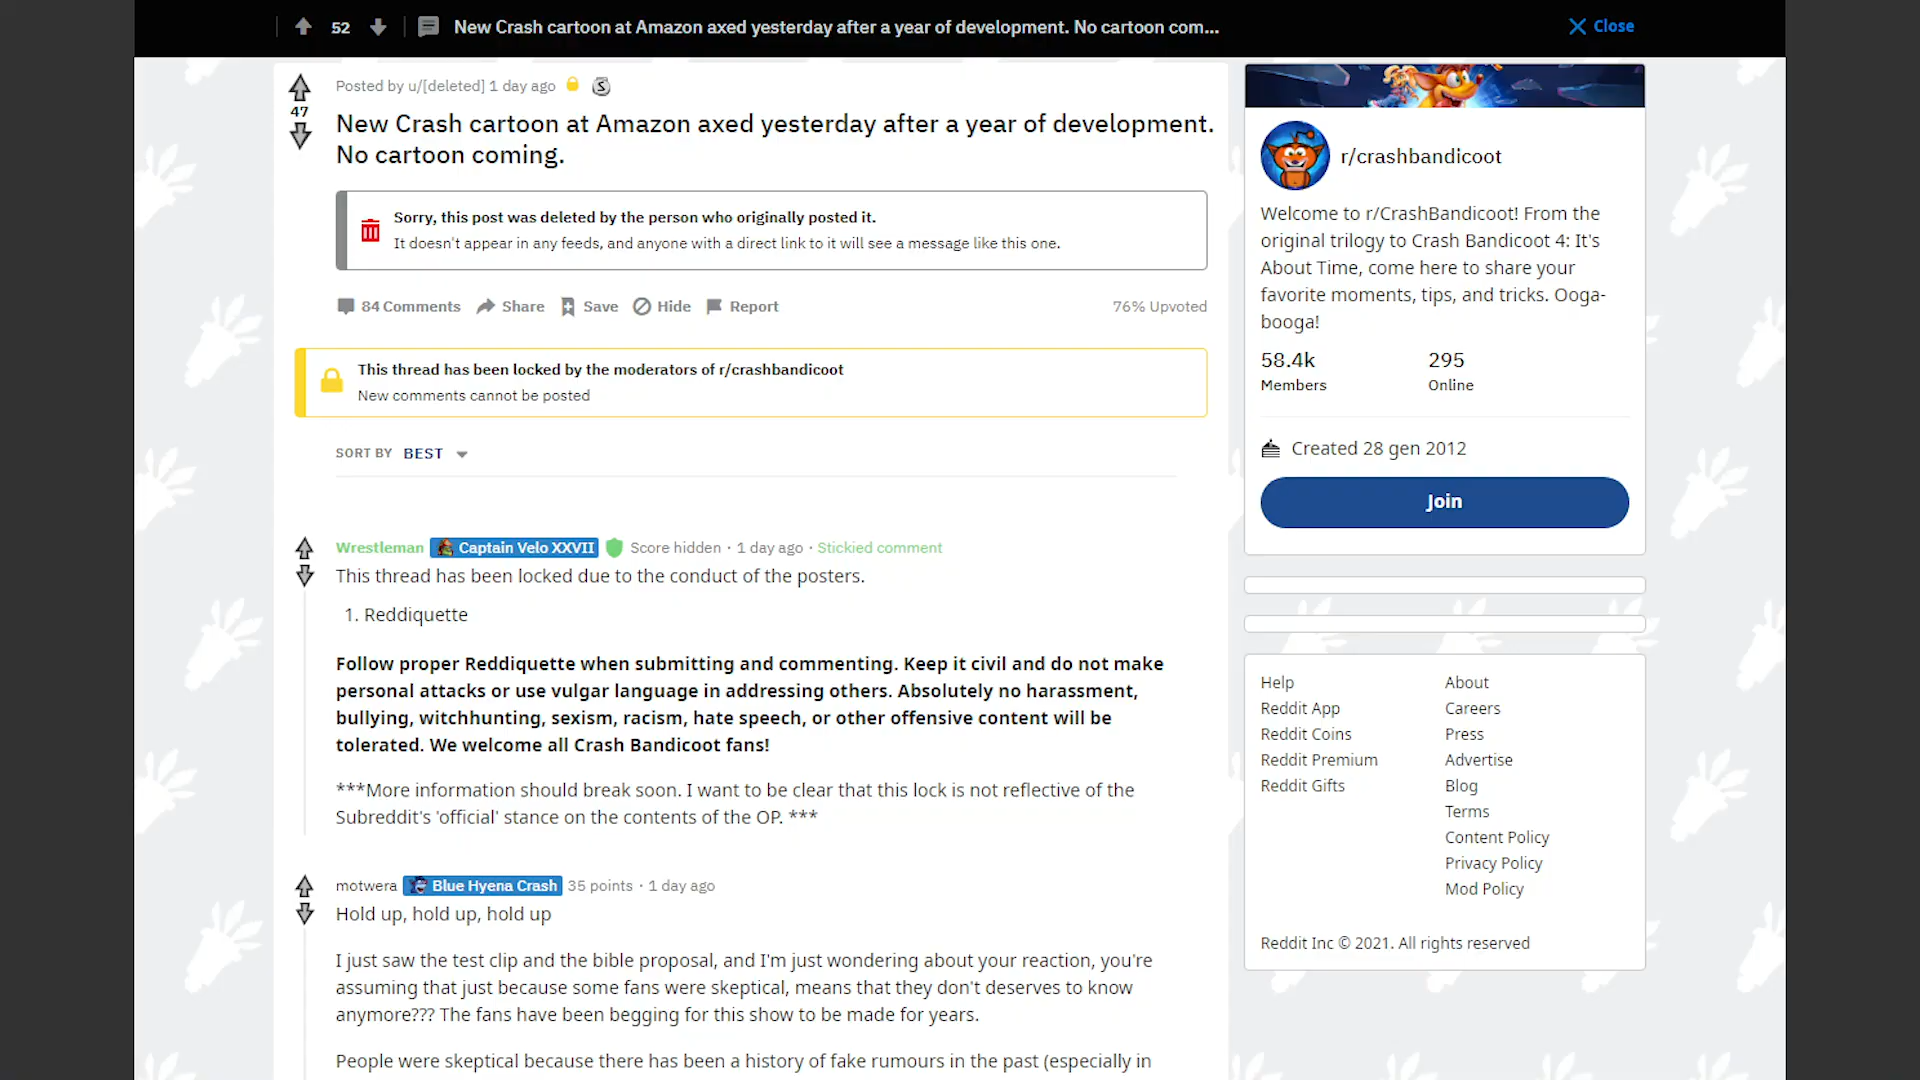 52
New Crash cartoon at Amazon axed yesterday after a year of development. No cartoon com...
Close
47
Posted by u/[deleted] 1 day ago
New Crash cartoon at Amazon axed yesterday after a year of development.
No cartoon coming.
Sorry, this post was deleted by the person who originally posted it.
It doesn't appear in any feeds, and anyone with a direct link to it will see a message like this one.
84 Comments Share Save Hide Report
76% Upvoted
This thread has been locked by the moderators of r/crashbandicoot
New comments cannot be posted
SORT BY BEST
Wrestleman Captain Velo XXVII Score hidden · 1 day ago · Stickied comment
This thread has been locked due to the conduct of the posters.
1. Reddiquette
Follow proper Reddiquette when submitting and commenting. Keep it civil and do not make
personal attacks or use vulgar language in addressing others. Absolutely no harassment,
bullying, witchhunting, sexism, racism, hate speech, or other offensive content will be
tolerated. We welcome all Crash Bandicoot fans!
***More information should break soon. I want to be clear that this lock is not reflective of the
Subreddit's 'official' stance on the contents of the OP. ***
motwera Blue Hyena Crash 35 points · 1 day ago
Hold up, hold up, hold up
I just saw the test clip and the bible proposal, and I'm just wondering about your reaction, you're
assuming that just because some fans were skeptical, means that they don't deserves to know
anymore??? The fans have been begging for this show to be made for years.
People were skeptical because there has been a history of fake rumours in the past (especially in
r/crashbandicoot
Welcome to r/CrashBandicoot! From the
original trilogy to Crash Bandicoot 4: It's
About Time, come here to share your
favorite moments, tips, and tricks. Ooga-
booga!
58.4k
Members
295
Online
Created 28 gen 2012
Join
Help
Reddit App
Reddit Coins
Reddit Premium
Reddit Gifts
About
Careers
Press
Advertise
Blog
Terms
Content Policy
Privacy Policy
Mod Policy
Reddit Inc © 2021. All rights reserved